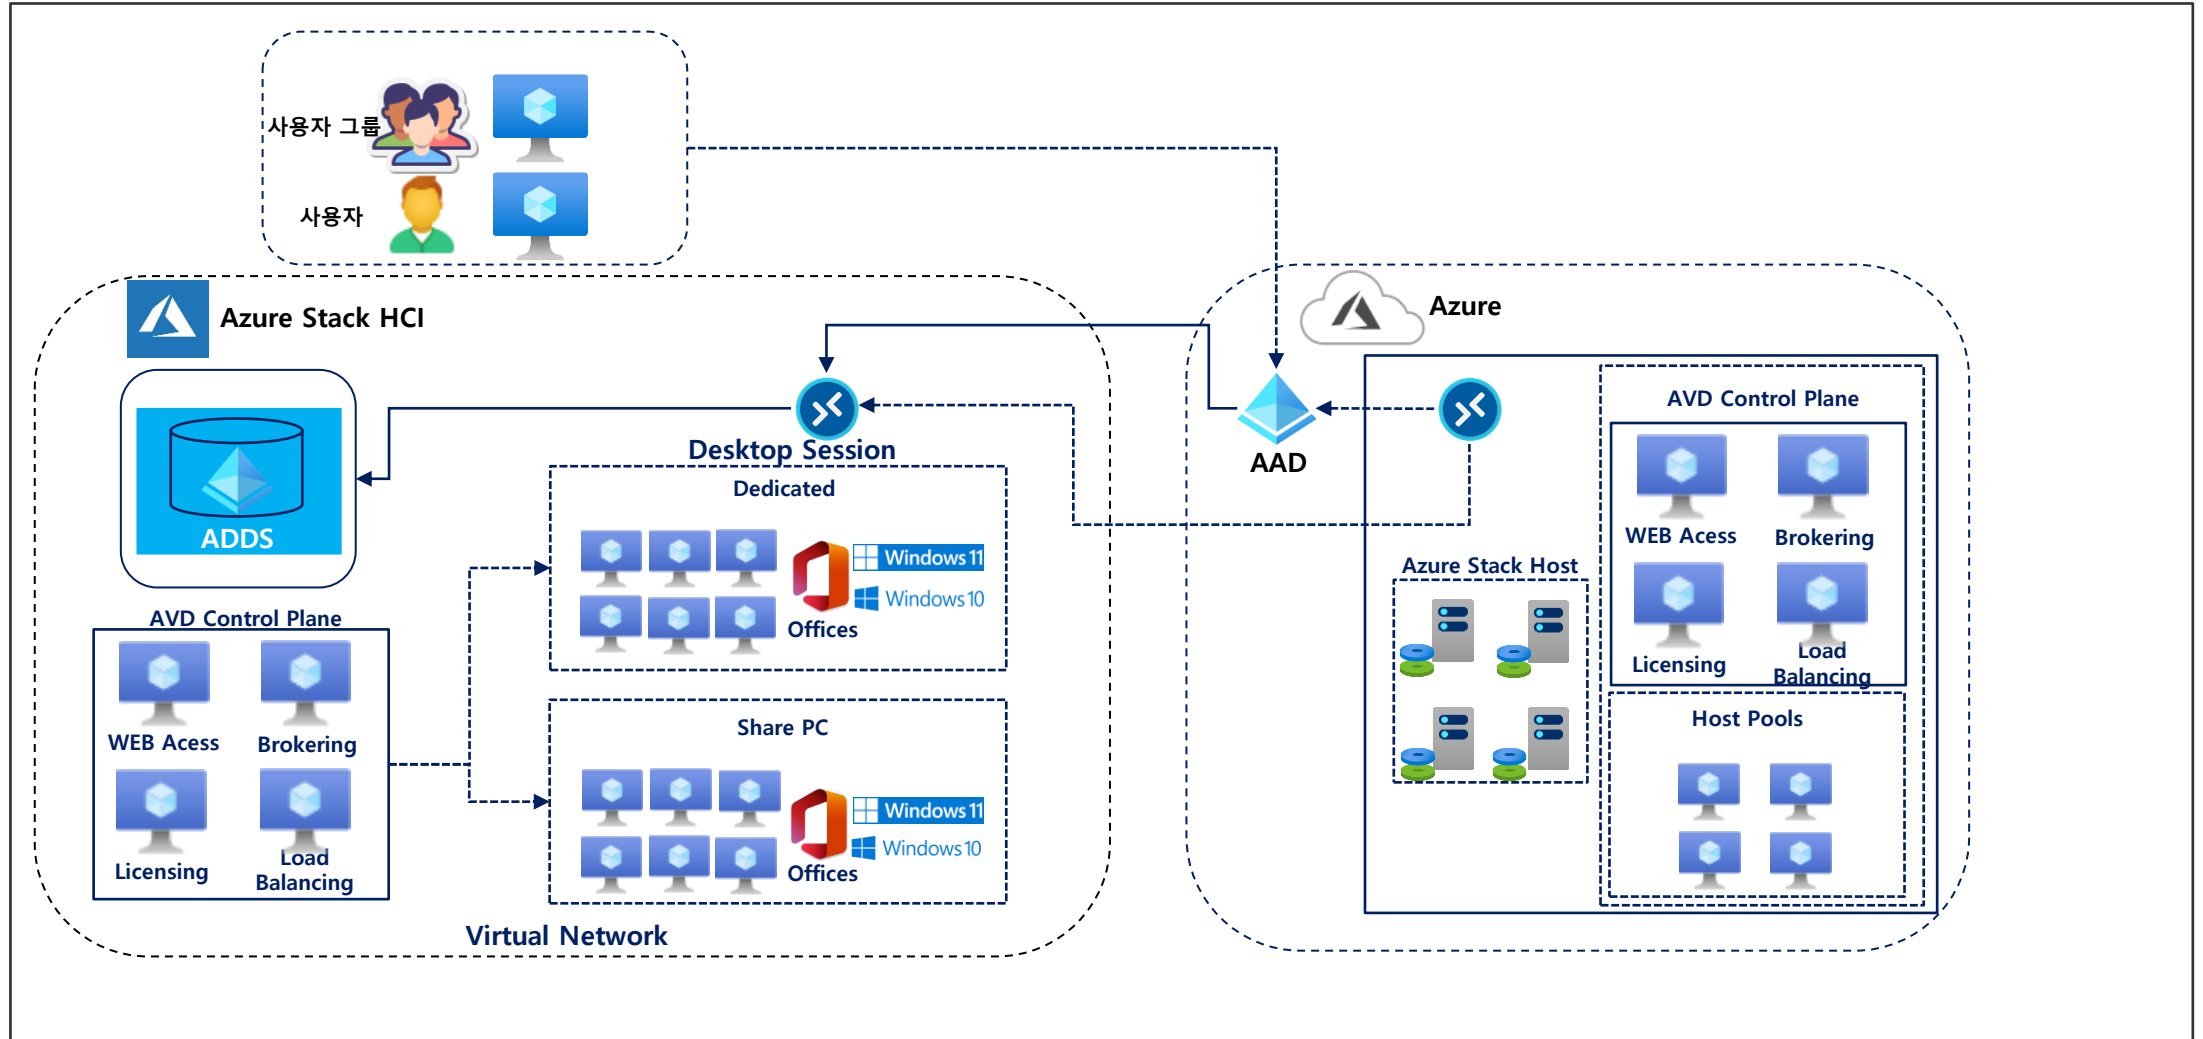 사용자 그룹
사용자
Azure Stack HCI
Azure
ADDS
Desktop Session
AAD
Dedicated
Windows 11
Windows 10
Offices
AVD Control Plane
WEB Acess
Brokering
Licensing
Load
Balancing
Share PC
Windows 11
Windows 10
Offices
Virtual Network
Azure Stack Host
AVD Control Plane
WEB Acess
Brokering
Licensing
Load
Balancing
Host Pools